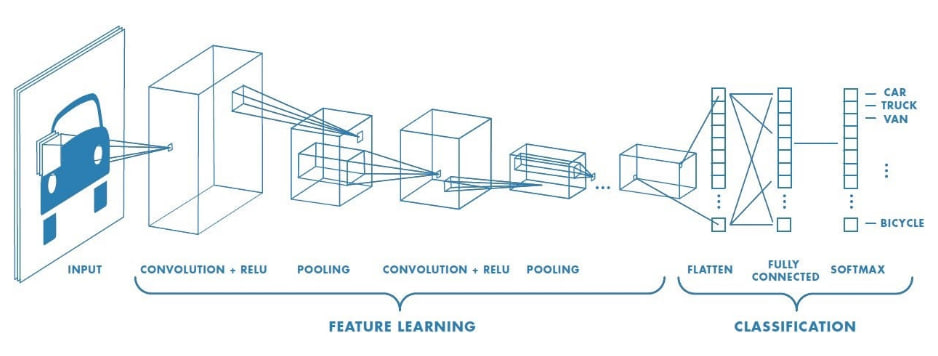 CAR
TRUCK
VAN
BICYCLE
INPUT
CONVOLUTION + RELU
POOLING
CONVOLUTION + RELU
POOLING
FLATTEN
FULLY
CONNECTED
SOFTMAX
FEATURE LEARNING
CLASSIFICATION